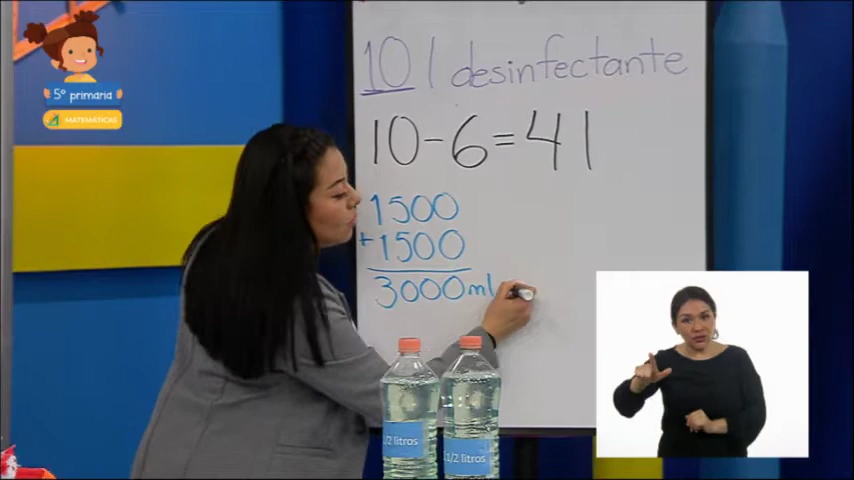 5º primaria
MATEMÁTICAS
10 l desinfectante
10-6=4 l
1500
+1500
3000 ml
1/2 litros
1/2 litros